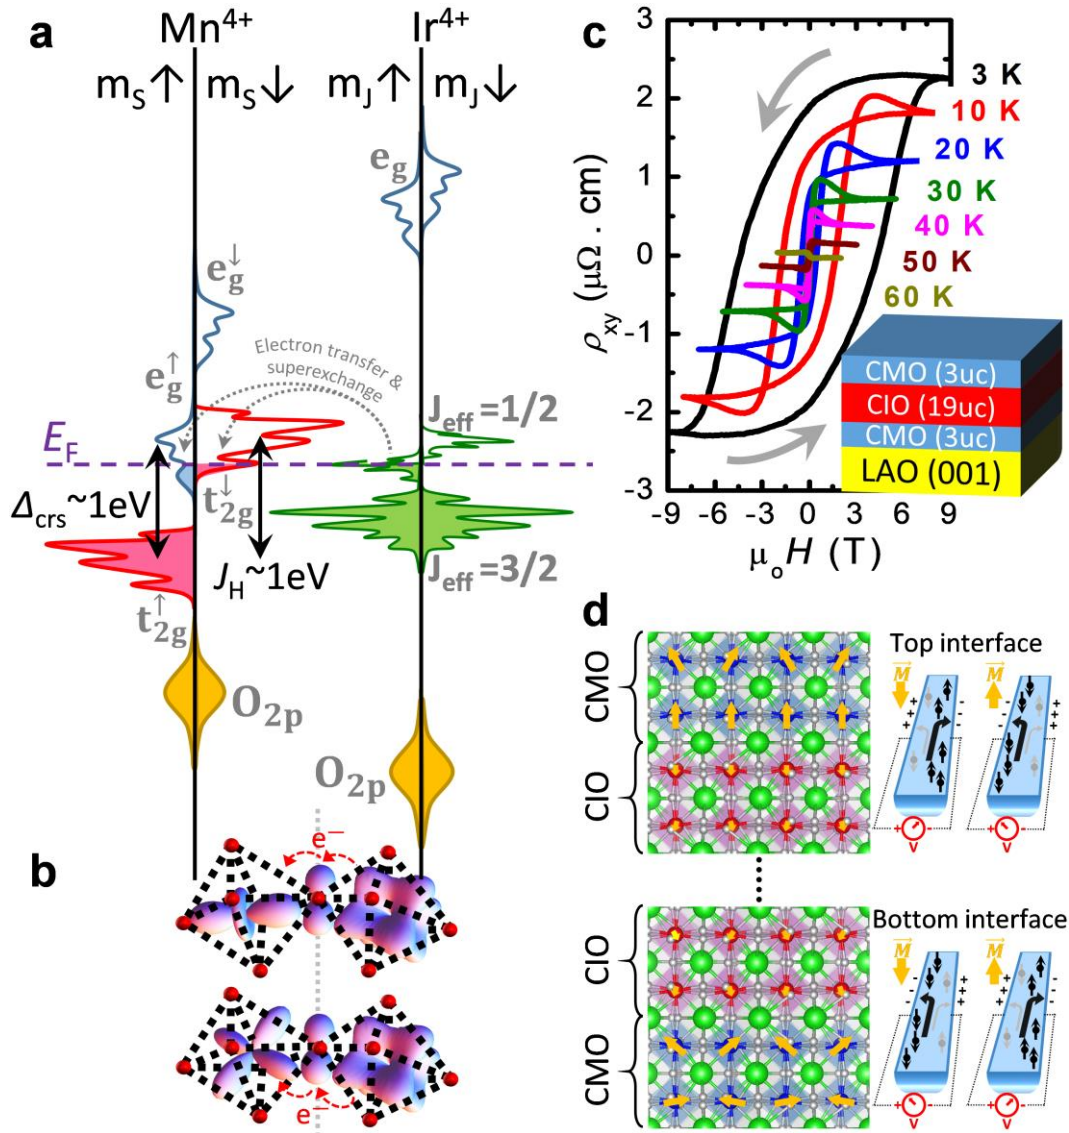 a
Mn4+
Ir4+
mS ↑
mS ↓
mJ ↑
mJ ↓
eg
eg↓
eg↑
Electron transfer &
superexchange
Jeff=1/2
EF
t2g↓
Δcrs~1eV
JH~1eV
Jeff=3/2
t2g↑
O2p
O2p
b
e−
e−
c
3
2
1
0
-1
-2
-3
ρxy (μΩ . cm)
-9 -6 -3 0 3 6 9
μoH (T)
3 K
10 K
20 K
30 K
40 K
50 K
60 K
CMO (3uc)
CIO (19uc)
CMO (3uc)
LAO (001)
d
CMO
CIO
Top interface
M
M
+ + +
- - -
- - -
+ + +
+ -
V
+ -
V
CIO
CMO
Bottom interface
M
M
- - -
+ + +
+ + +
- - -
+ -
V
+ -
V